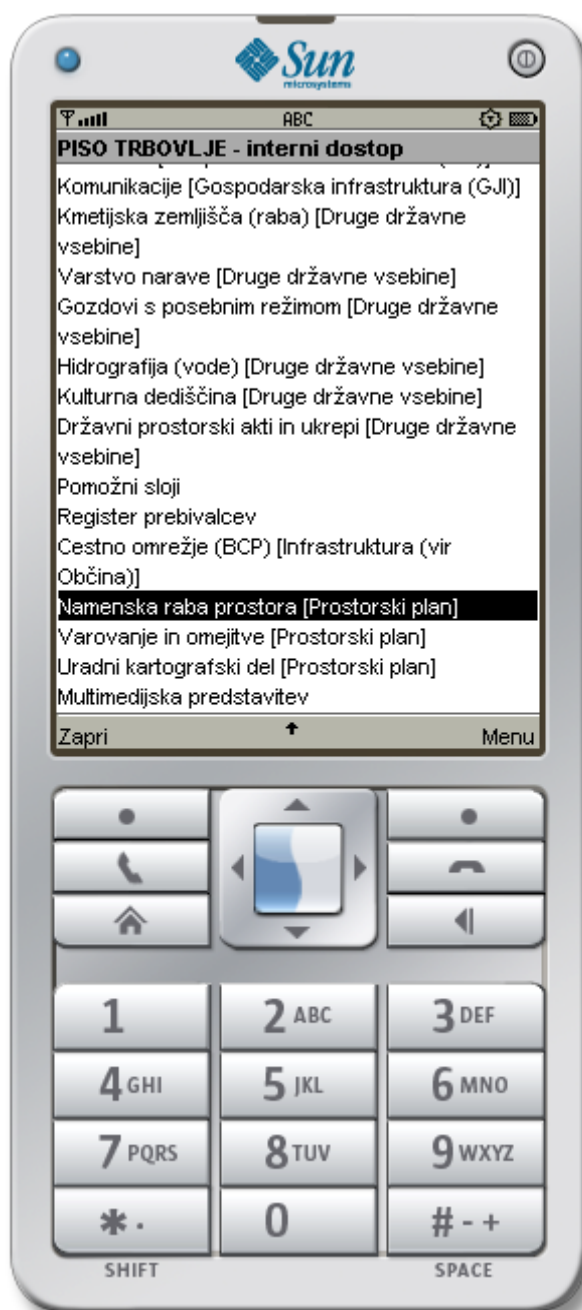 Sun
microsystems
ABC
PISO TRBOVLJE - interni dostop
Komunikacije [Gospodarska infrastruktura (GJI)]
Kmetijska zemljišča (raba) [Druge državne
vsebine]
Varstvo narave [Druge državne vsebine]
Gozdovi s posebnim režimom [Druge državne
vsebine]
Hidrografija (vode) [Druge državne vsebine]
Kulturna dediščina [Druge državne vsebine]
Državni prostorski akti in ukrepi [Druge državne
vsebine]
Pomožni sloji
Register prebivalcev
Cestno omrežje (BCP) [Infrastruktura (vir
Občina)]
Namenska raba prostora [Prostorski plan]
Varovanje in omejitve [Prostorski plan]
Uradni kartografski del [Prostorski plan]
Multimedijska predstavitev
Zapri Menu
1 2 ABC 3 DEF
4 GHI 5 JKL 6 MNO
7 PQRS 8 TUV 9 WXYZ
* . 0 # - +
SHIFT SPACE